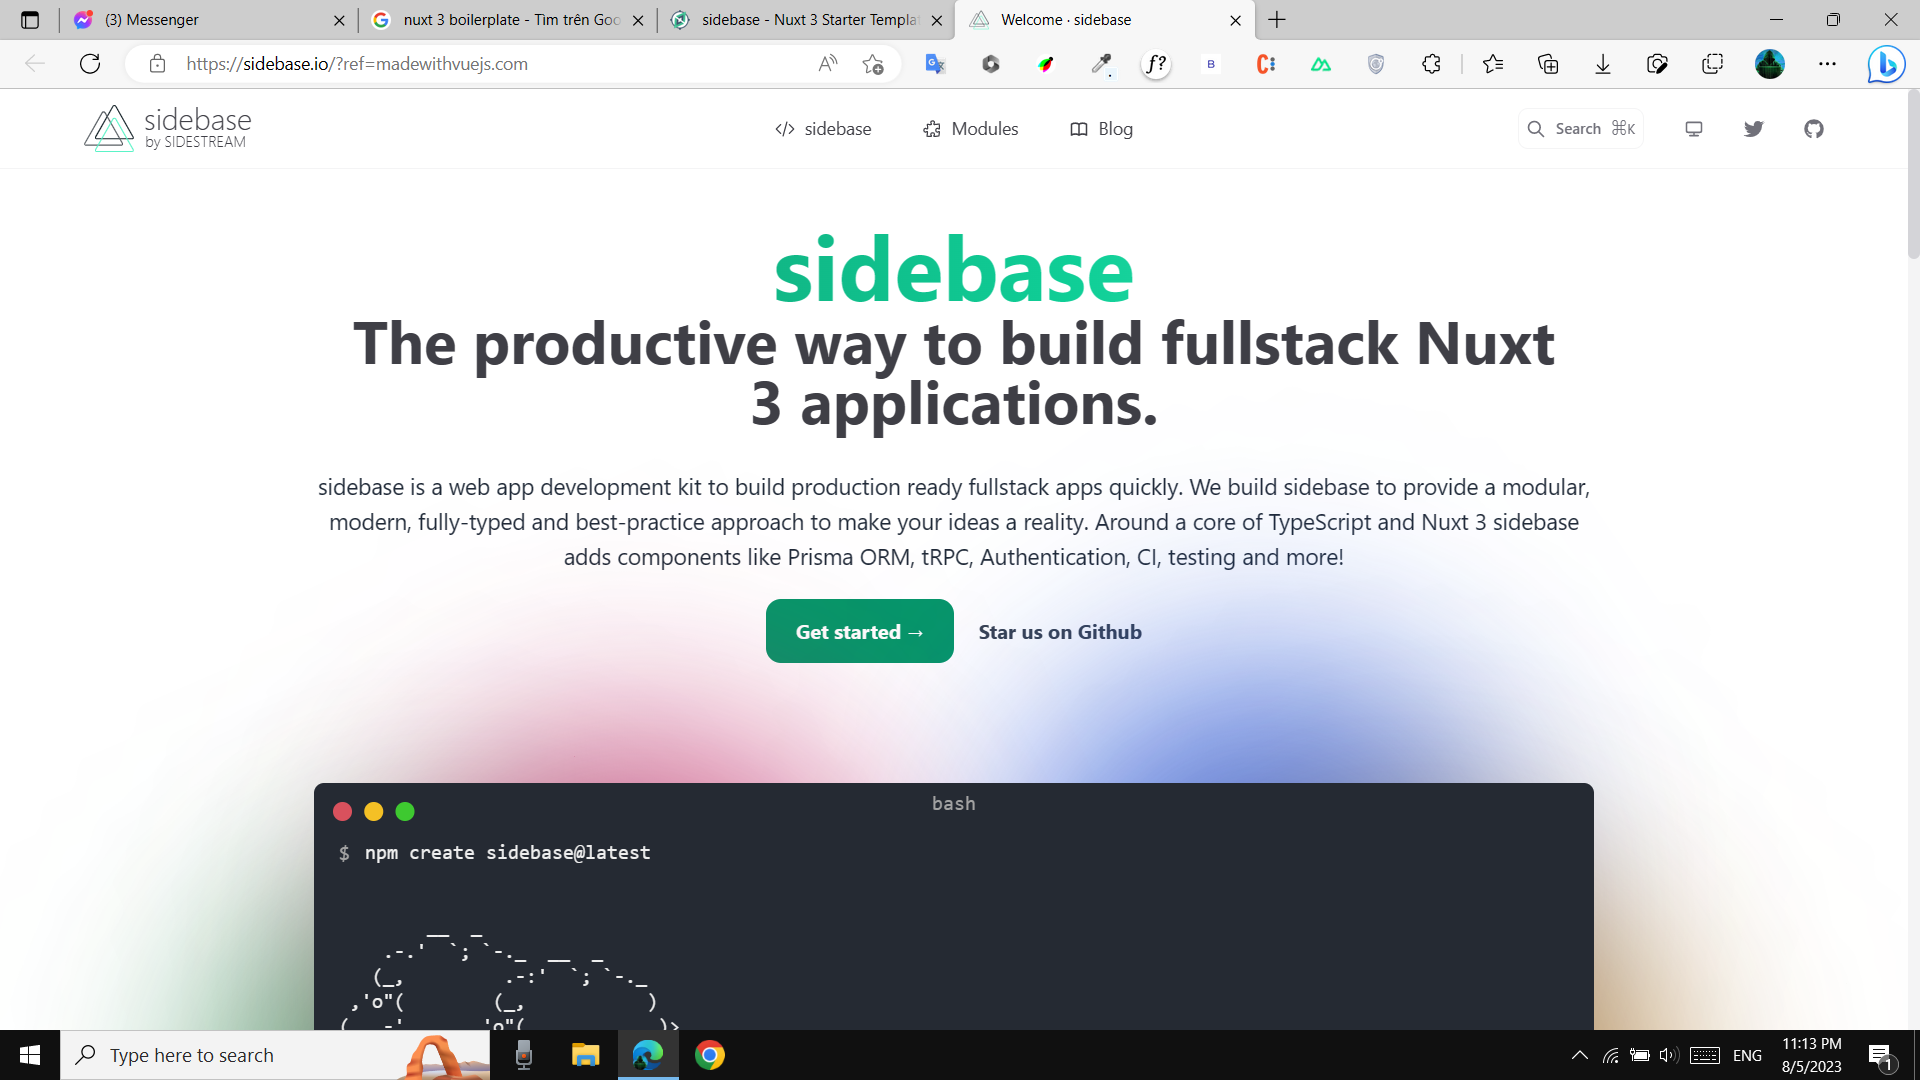 (3) Messenger
nuxt 3 boilerplate - Tìm trên Goo
sidebase - Nuxt 3 Starter Templa
Welcome · sidebase
https://sidebase.io/?ref=madewithvuejs.com
sidebase
by SIDESTREAM
sidebase
Modules
Blog
Search ⌘K
sidebase
The productive way to build fullstack Nuxt
3 applications.
sidebase is a web app development kit to build production ready fullstack apps quickly. We build sidebase to provide a modular,
modern, fully-typed and best-practice approach to make your ideas a reality. Around a core of TypeScript and Nuxt 3 sidebase
adds components like Prisma ORM, tRPC, Authentication, CI, testing and more!
Get started →
Star us on Github
bash
$ npm create sidebase@latest
Type here to search
ENG
11:13 PM
8/5/2023
1